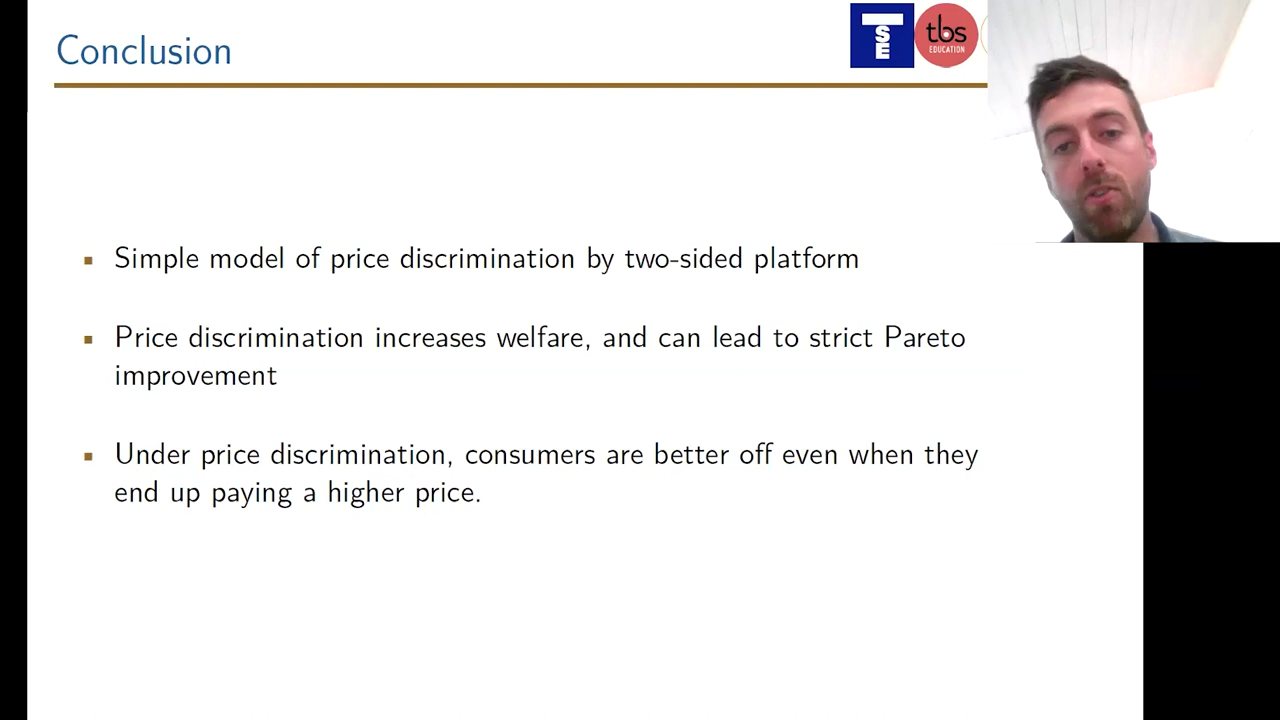 Conclusion
TSE
tbs
EDUCATION
▪ Simple model of price discrimination by two-sided platform
▪ Price discrimination increases welfare, and can lead to strict Pareto
improvement
▪ Under price discrimination, consumers are better off even when they
end up paying a higher price.